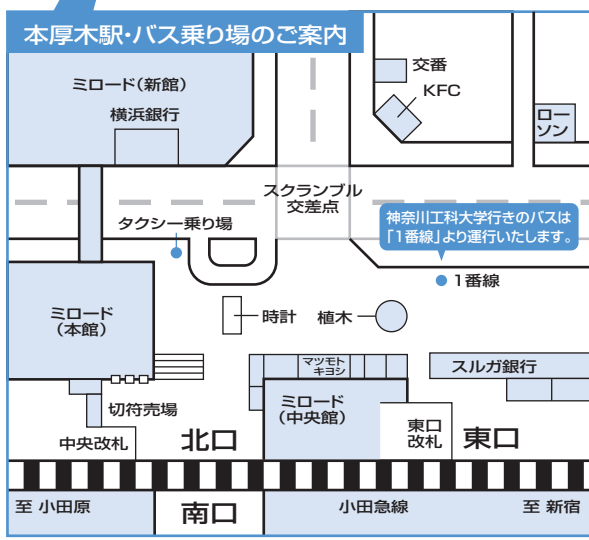 本厚木駅・バス乗り場のご案内
ミロード(新館)
横浜銀行
交番
KFC
ロー
ソン
スクランブル
交差点
タクシー乗り場
神奈川工科大学行きのバスは
「1番線」より運行いたします。
1番線
ミロード
(本館)
時計
植木
マツモト
キヨシ
スルガ銀行
ミロード
(中央館)
切符売場
中央改札
北口
東口
改札
東口
至 小田原
南口
小田急線
至 新宿